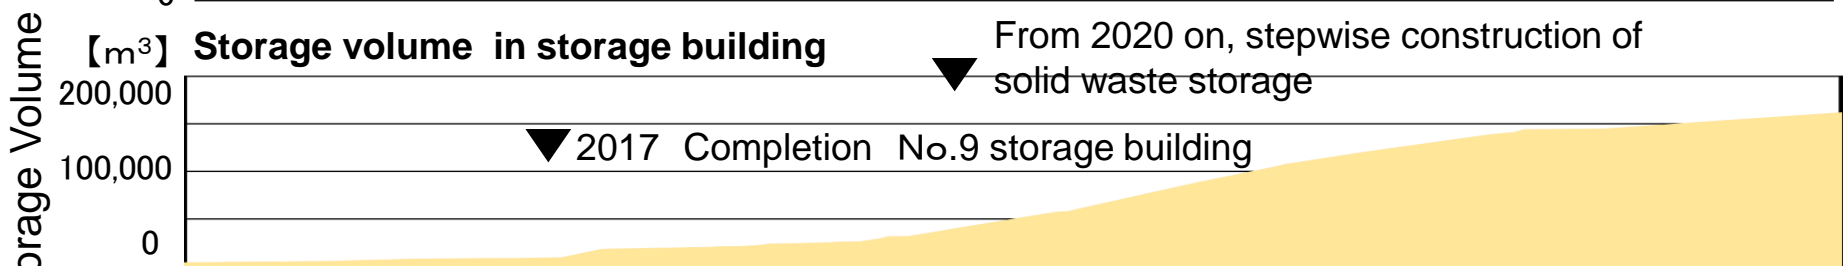 【m³】 Storage volume in storage building
From 2020 on, stepwise construction of
solid waste storage
200,000
2017 Completion No.9 storage building
100,000
0
Volume